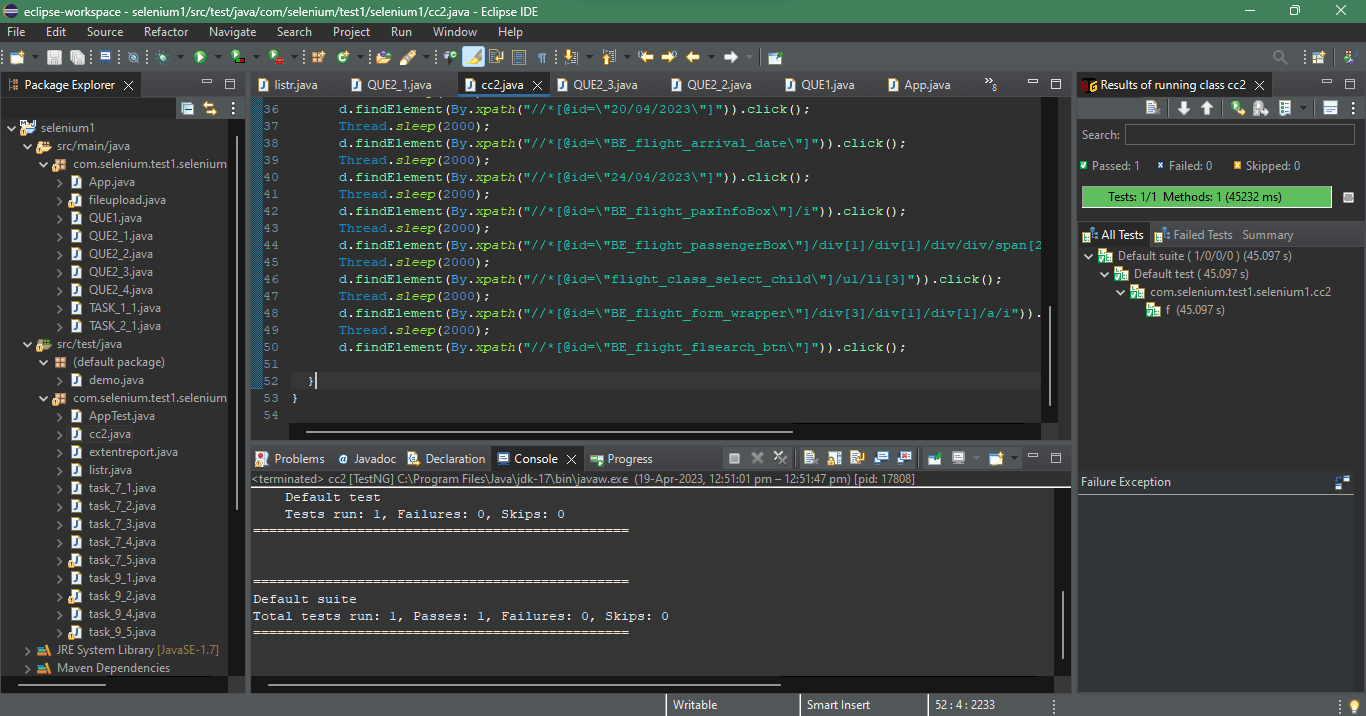 eclipse-workspace - selenium1/src/test/java/com/selenium/test1/selenium1/cc2.java - Eclipse IDE
File Edit Source Refactor Navigate Search Project Run Window Help
Package Explorer
selenium1
src/main/java
com.selenium.test1.selenium
App.java
fileupload.java
QUE1.java
QUE2_1.java
QUE2_2.java
QUE2_3.java
QUE2_4.java
TASK_1_1.java
TASK_2_1.java
src/test/java
(default package)
demo.java
com.selenium.test1.selenium
AppTest.java
cc2.java
extentreport.java
listr.java
task_7_1.java
task_7_2.java
task_7_3.java
task_7_4.java
task_7_5.java
task_9_1.java
task_9_2.java
task_9_4.java
task_9_5.java
JRE System Library [JavaSE-1.7]
Maven Dependencies
listr.java QUE2_1.java cc2.java QUE2_3.java QUE2_2.java QUE1.java App.java »8
36 d.findElement(By.xpath("//*[@id=\"20/04/2023\"]")).click();
37 Thread.sleep(2000);
38 d.findElement(By.xpath("//*[@id=\"BE_flight_arrival_date\"]")).click();
39 Thread.sleep(2000);
40 d.findElement(By.xpath("//*[@id=\"24/04/2023\"]")).click();
41 Thread.sleep(2000);
42 d.findElement(By.xpath("//*[@id=\"BE_flight_paxInfoBox\"]/i")).click();
43 Thread.sleep(2000);
44 d.findElement(By.xpath("//*[@id=\"BE_flight_passengerBox\"]/div[1]/div[1]/div/div/span[2
45 Thread.sleep(2000);
46 d.findElement(By.xpath("//*[@id=\"flight_class_select_child\"]/ul/li[3]")).click();
47 Thread.sleep(2000);
48 d.findElement(By.xpath("//*[@id=\"BE_flight_form_wrapper\"]/div[3]/div[1]/div[1]/a/i")).
49 Thread.sleep(2000);
50 d.findElement(By.xpath("//*[@id=\"BE_flight_flsearch_btn\"]")).click();
51
52 }
53 }
54
Problems Javadoc Declaration Console Progress
<terminated> cc2 [TestNG] C:\Program Files\Java\jdk-17\bin\javaw.exe (19-Apr-2023, 12:51:01 pm – 12:51:47 pm) [pid: 17808]
Default test
Tests run: 1, Failures: 0, Skips: 0
===============================================
===============================================
Default suite
Total tests run: 1, Passes: 1, Failures: 0, Skips: 0
===============================================
Results of running class cc2
Search:
Passed: 1 Failed: 0 Skipped: 0
Tests: 1/1 Methods: 1 (45232 ms)
All Tests Failed Tests Summary
Default suite ( 1/0/0/0 ) (45.097 s)
Default test ( 45.097 s)
com.selenium.test1.selenium1.cc2
f (45.097 s)
Failure Exception
Writable Smart Insert 52 : 4 : 2233